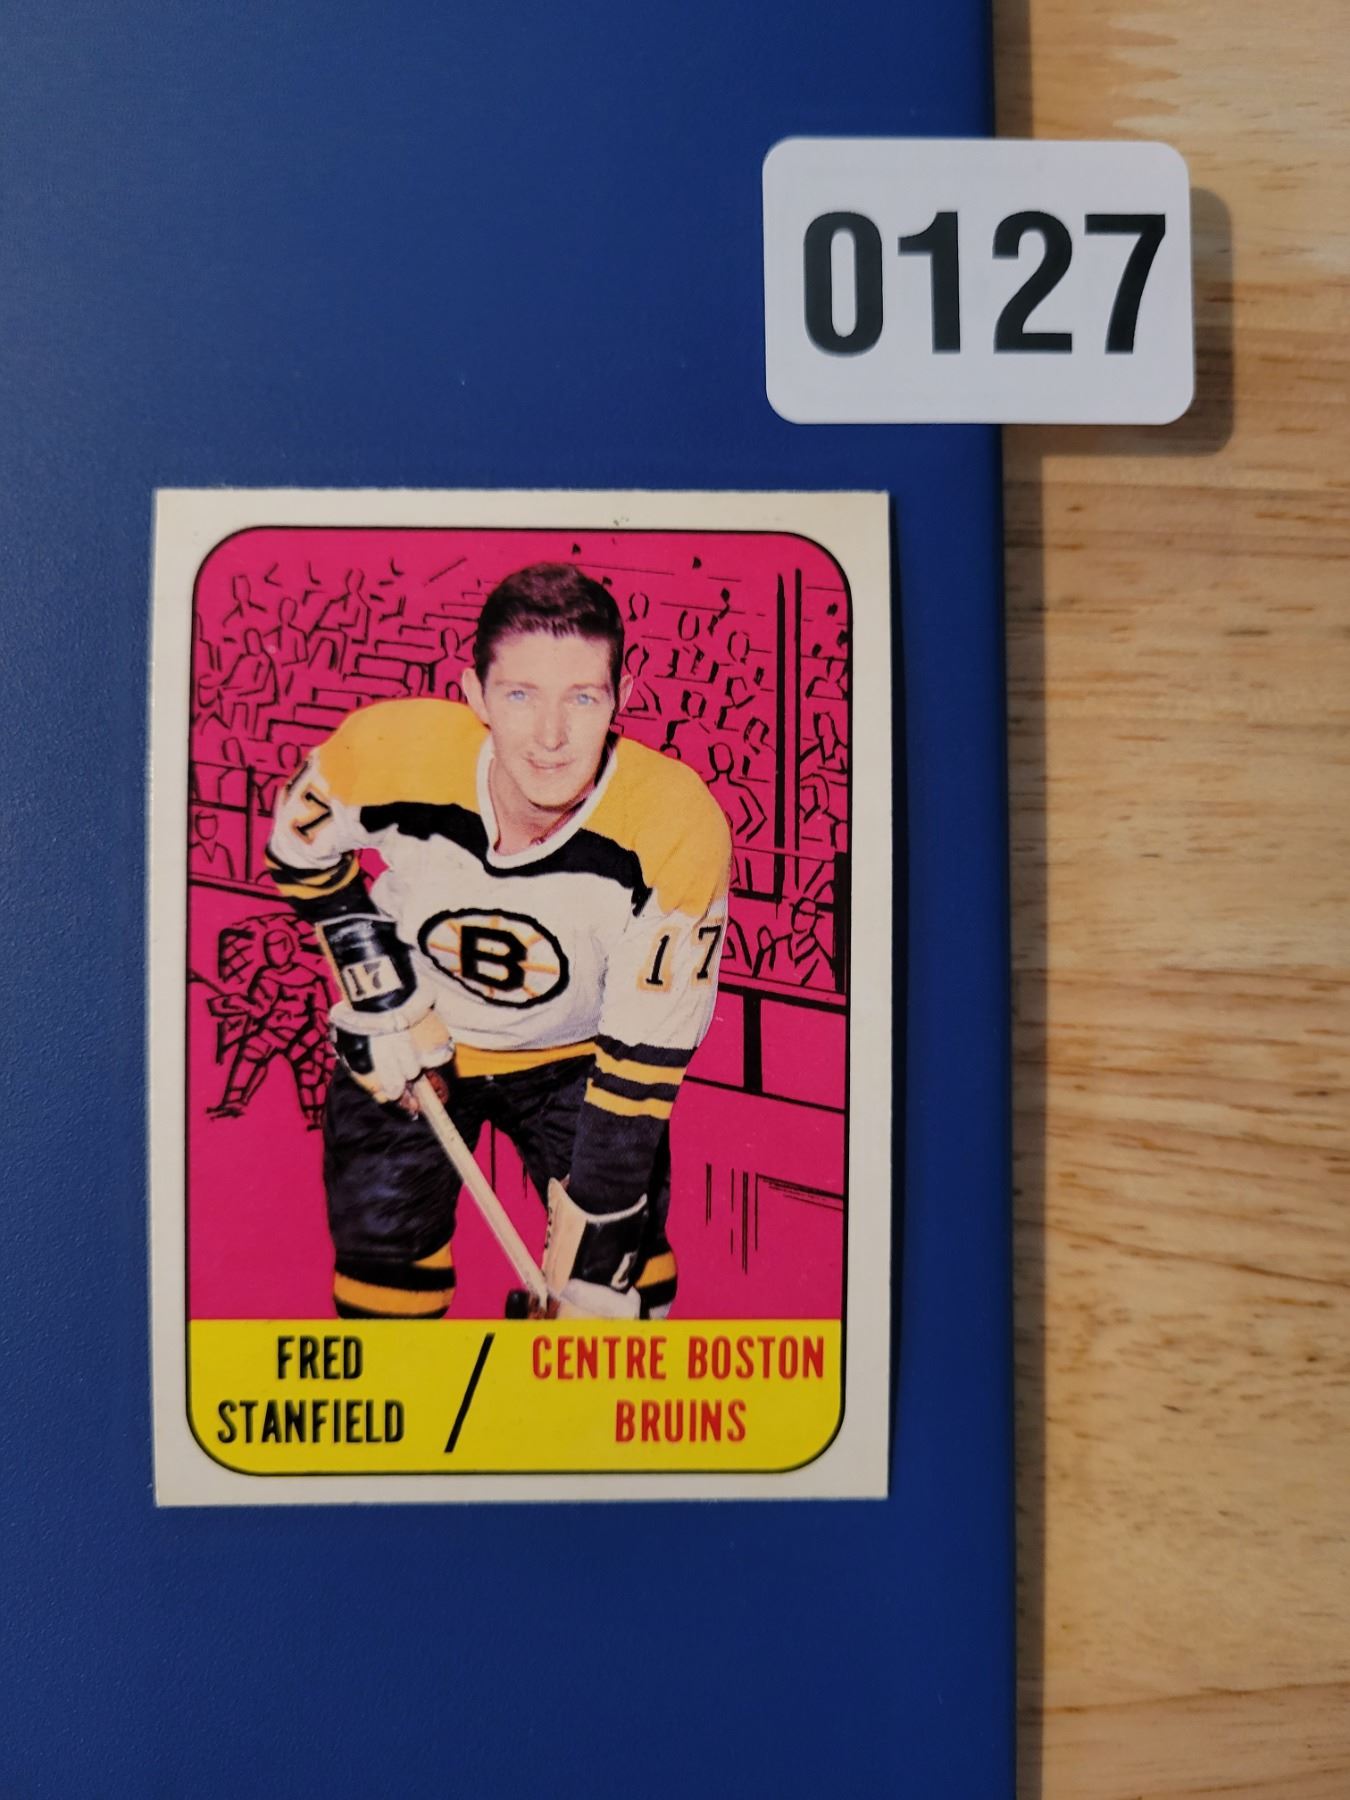 0127
17
B
17
17
FRED
STANFIELD
/
CENTRE BOSTON
BRUINS